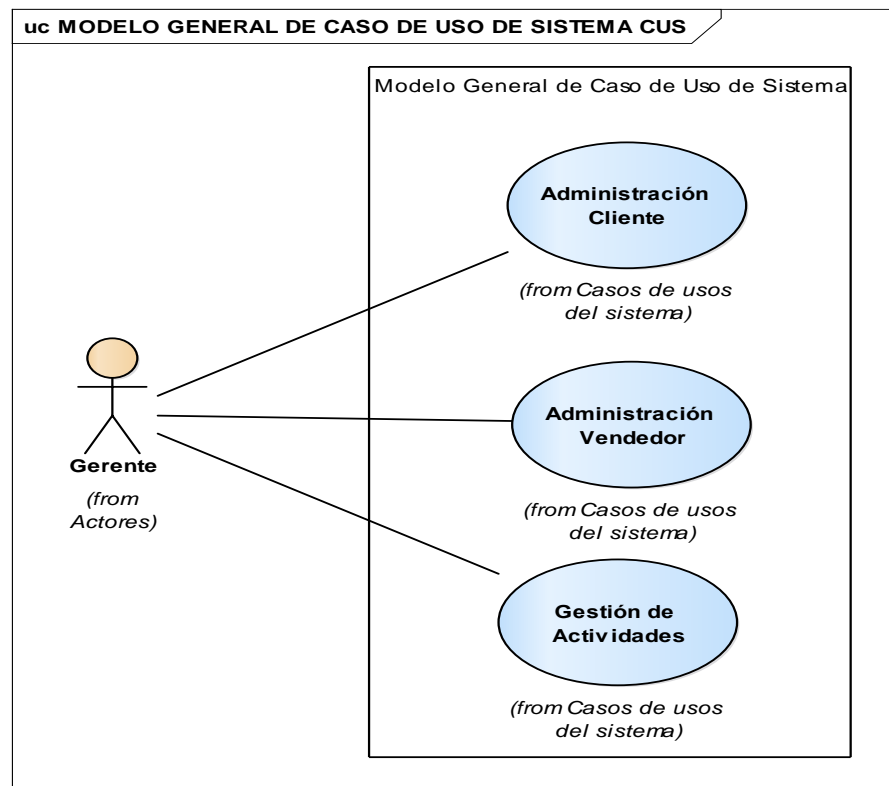 uc MODELO GENERAL DE CASO DE USO DE SISTEMA CUS
Modelo General de Caso de Uso de Sistema
Administración
Cliente
(from Casos de usos
del sistema)
Administración
Vendedor
(from Casos de usos
del sistema)
Gerente
(from
Actores)
Gestión de
Actividades
(from Casos de usos
del sistema)